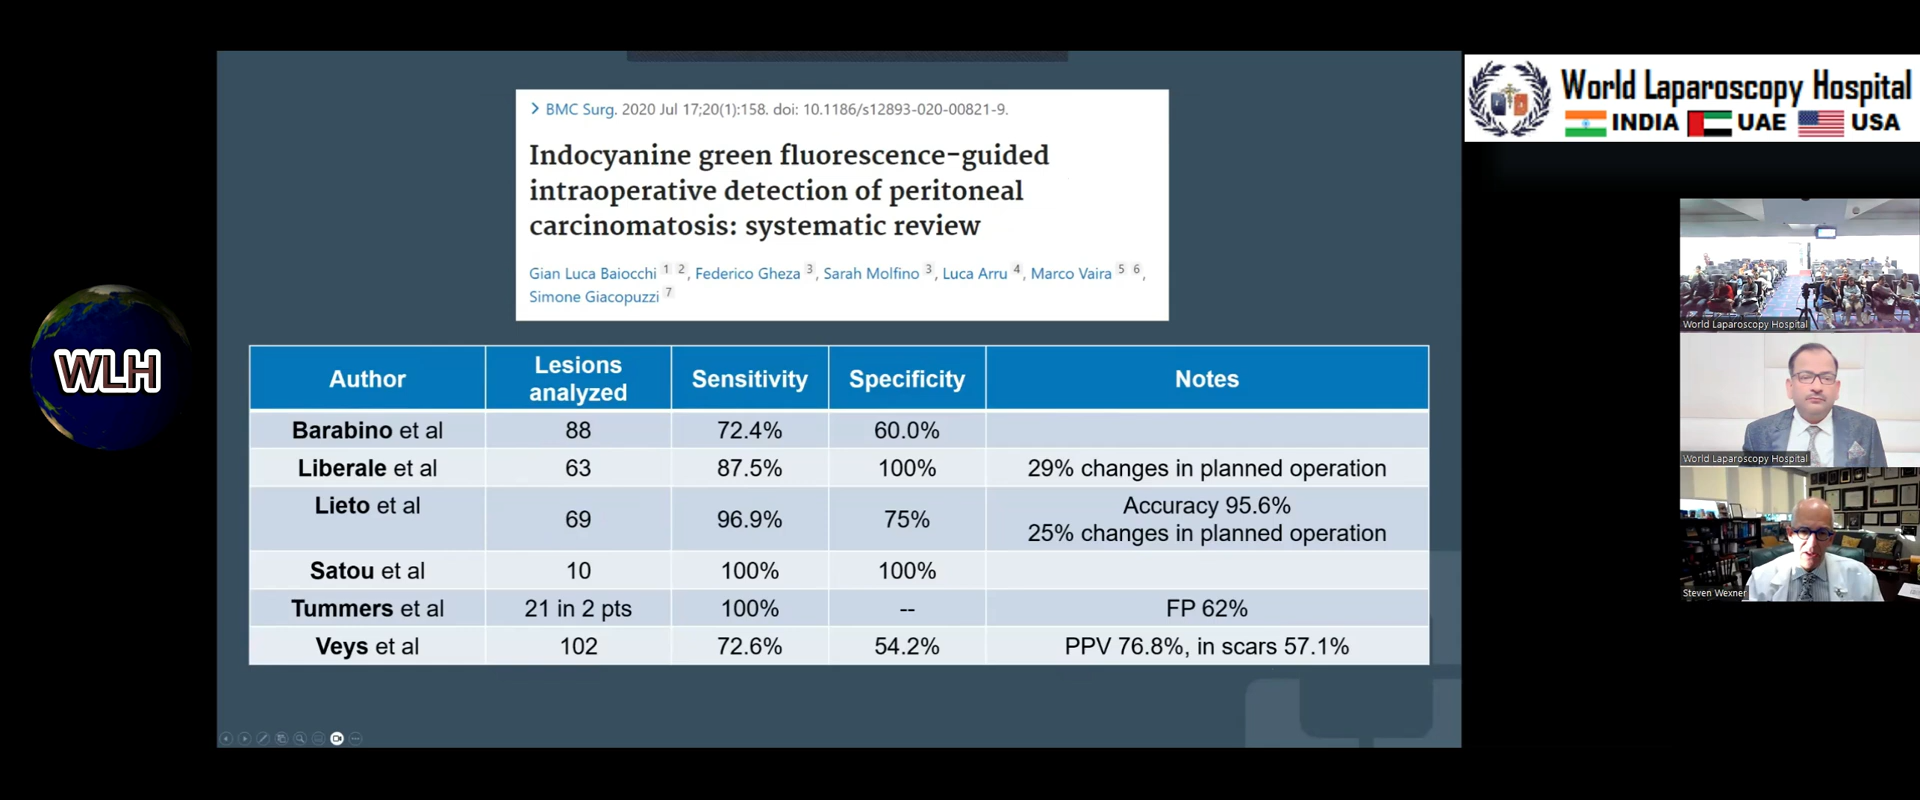 World Laparoscopy Hospital
INDIA UAE USA
> BMC Surg. 2020 Jul 17;20(1):158. doi: 10.1186/s12893-020-00821-9.
Indocyanine green fluorescence-guided
intraoperative detection of peritoneal
carcinomatosis: systematic review
Gian Luca Baiocchi 1 2, Federico Gheza 3, Sarah Molfino 3, Luca Arru 4, Marco Vaira 5 6,
Simone Giacopuzzi 7
WLH
Author Lesions analyzed Sensitivity Specificity Notes
Barabino et al 88 72.4% 60.0%
Liberale et al 63 87.5% 100% 29% changes in planned operation
Lieto et al 69 96.9% 75% Accuracy 95.6%
25% changes in planned operation
Satou et al 10 100% 100%
Tummers et al 21 in 2 pts 100% -- FP 62%
Veys et al 102 72.6% 54.2% PPV 76.8%, in scars 57.1%
World Laparoscopy Hospital
World Laparoscopy Hospital
Steven Wexner